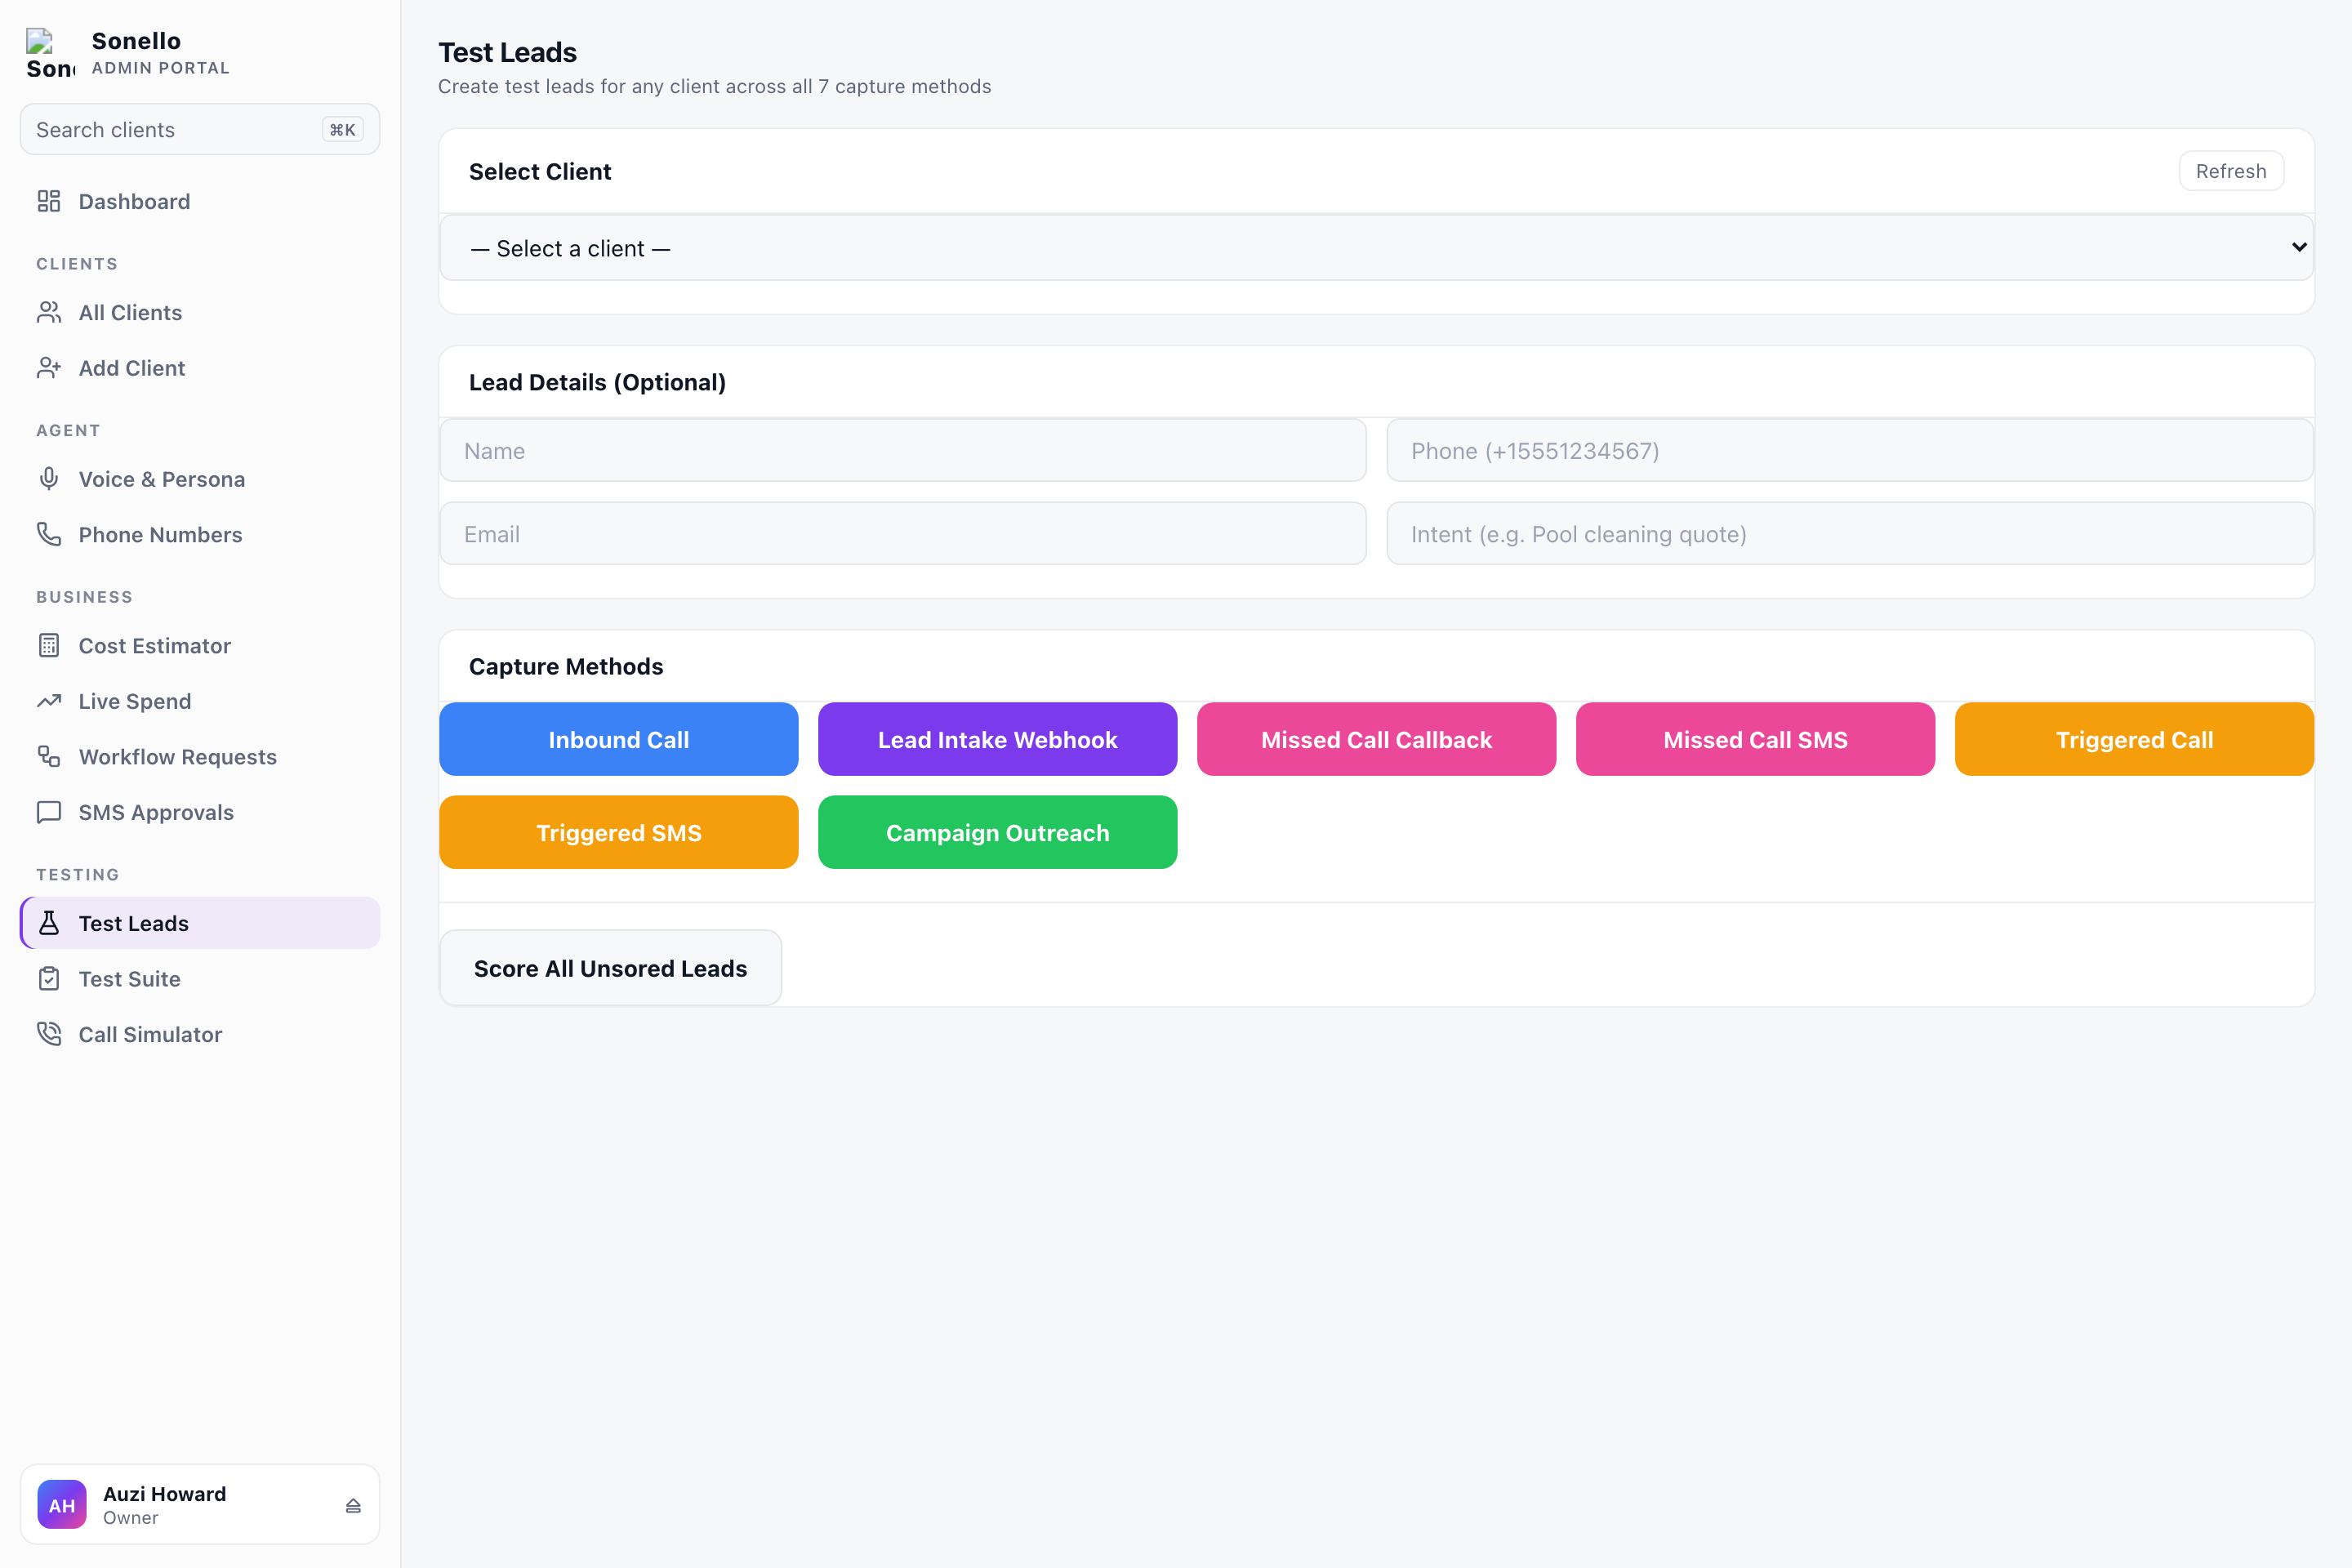 Sonello
Son
ADMIN PORTAL
Search clients
⌘K
Dashboard
CLIENTS
All Clients
Add Client
AGENT
Voice & Persona
Phone Numbers
BUSINESS
Cost Estimator
Live Spend
Workflow Requests
SMS Approvals
TESTING
Test Leads
Test Suite
Call Simulator
AH
Auzi Howard
Owner
Test Leads
Create test leads for any client across all 7 capture methods
Select Client
Refresh
— Select a client —
Lead Details (Optional)
Name
Phone (+15551234567)
Email
Intent (e.g. Pool cleaning quote)
Capture Methods
Inbound Call
Lead Intake Webhook
Missed Call Callback
Missed Call SMS
Triggered Call
Triggered SMS
Campaign Outreach
Score All Unsored Leads